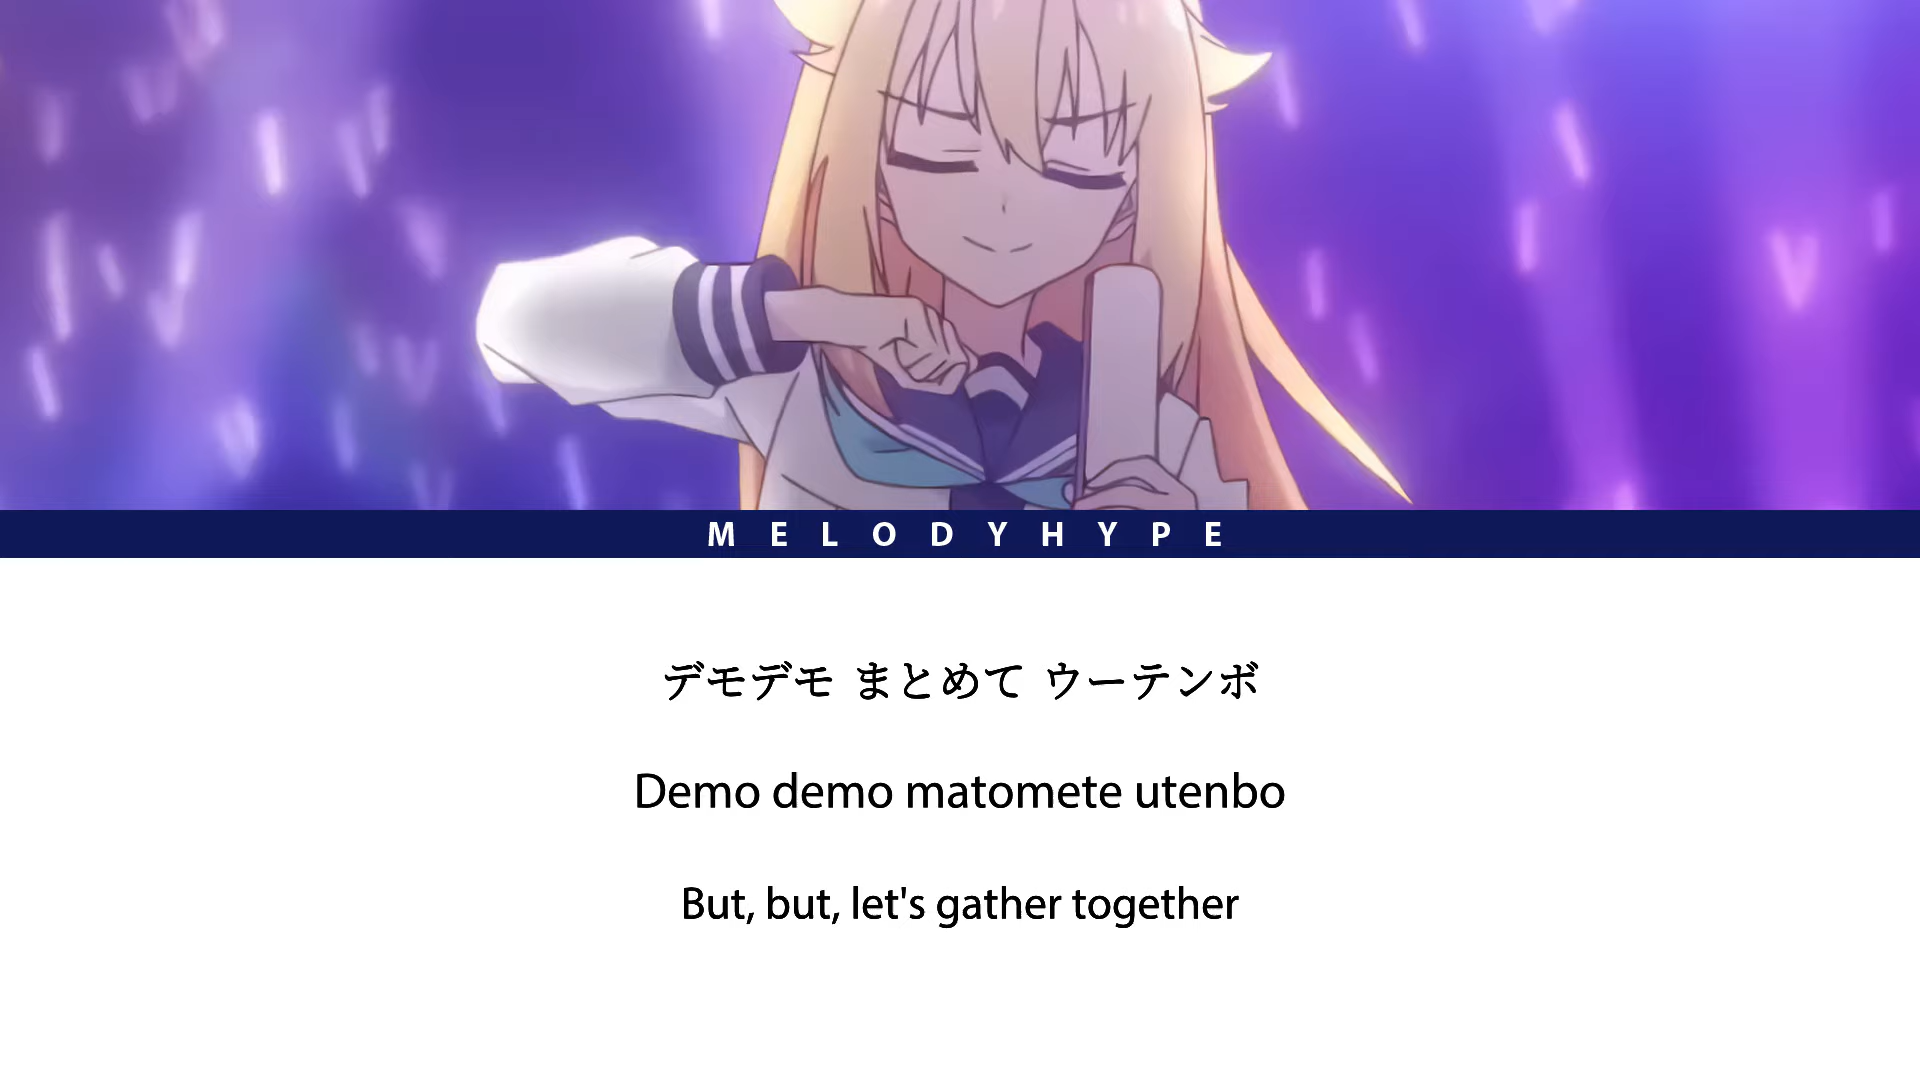 MELODYHYPE
デモデモ まとめて ウーテンボ
Demo demo matomete utenbo
But, but, let's gather together